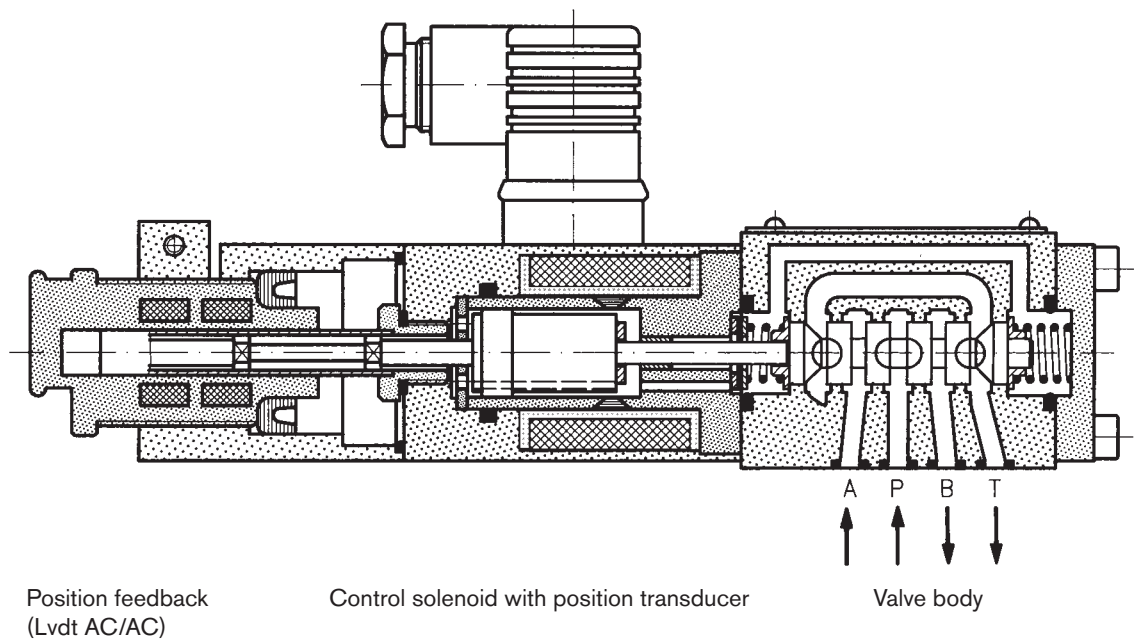 A P B T
Position feedback
(Lvdt AC/AC)
Control solenoid with position transducer
Valve body